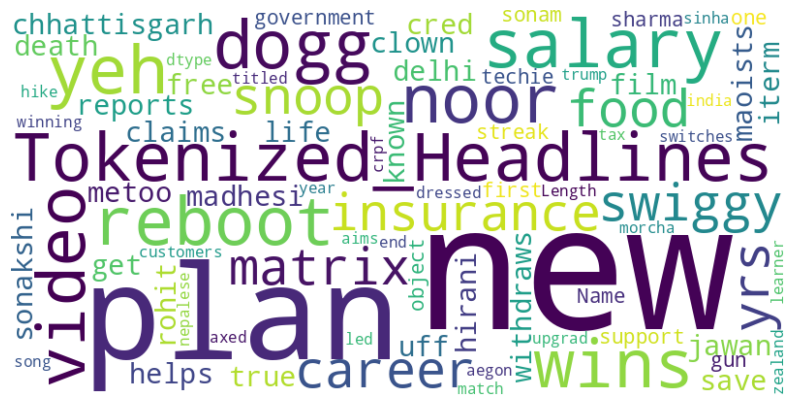 chhattisgarh
government
cred
sonam
sharma
sinha
one
death
yeh
dtype
dogg
clown
salary
film
maoists
iterm
hike
free
titled
delhi
techie
trump
india
reports
snoop
noor
food
winning
claims
life
crpf
known
streak
tax
switches
Tokenized_Headlines
metoo
madhesi
year
dressed
first
Length
video
reboot
insurance
swiggy
sonakshi
get
customers
matrix
aims
end
object
hirani
withdraws
new
morcha
yrs
learner
rohit
nepalese
plan
Name
song
axed
led
uff
upgrad
support
jawan
gun
helps
true
career
match
aegon
wins
save
zealand